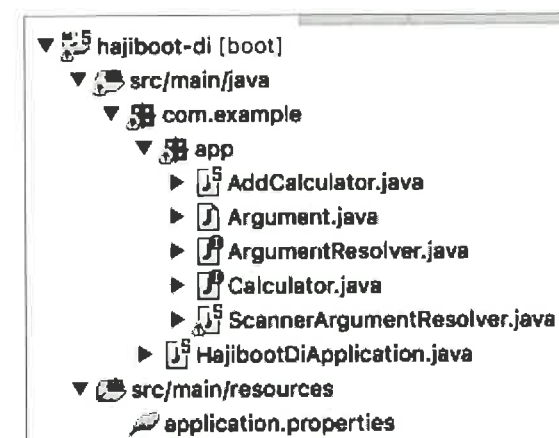 hajiboot-di [boot]
src/main/java
com.example
app
AddCalculator.java
Argument.java
ArgumentResolver.java
Calculator.java
ScannerArgumentResolver.java
HajibootDiApplication.java
src/main/resources
application.properties